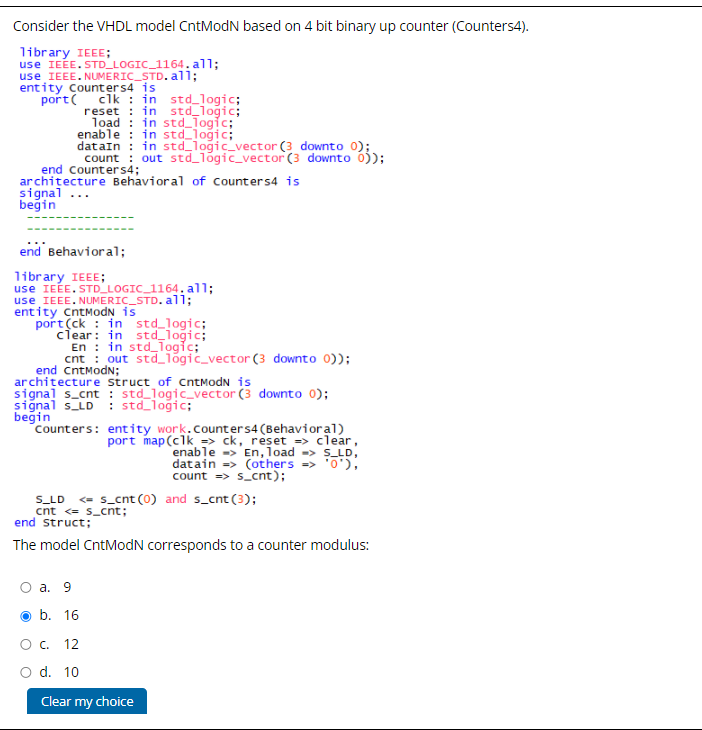 Consider the VHDL model CntModN based on 4 bit binary up counter (Counters4).
library IEEE;
use IEEE.STD_LOGIC_1164.all;
use IEEE.NUMERIC_STD.all;
entity Counters4 is
port( clk : in std_logic;
reset : in std_logic;
load : in std_logic;
enable : in std_logic;
dataIn : in std_logic_vector(3 downto 0);
count : out std_logic_vector(3 downto 0));
end Counters4;
architecture Behavioral of Counters4 is
signal ...
begin
---------------
---------------
...
end Behavioral;
library IEEE;
use IEEE.STD_LOGIC_1164.all;
use IEEE.NUMERIC_STD.all;
entity CntModN is
port(ck : in std_logic;
Clear: in std_logic;
En : in std_logic;
cnt : out std_logic_vector(3 downto 0));
end CntModN;
architecture Struct of CntModN is
signal s_cnt : std_logic_vector(3 downto 0);
signal s_LD : std_logic;
begin
Counters: entity work.Counters4(Behavioral)
port map(clk => ck, reset => clear,
enable => En,load => S_LD,
datain => (others => '0'),
count => s_cnt);
S_LD <= s_cnt(0) and s_cnt(3);
cnt <= s_cnt;
end Struct;
The model CntModN corresponds to a counter modulus:
a. 9
b. 16
c. 12
d. 10
Clear my choice